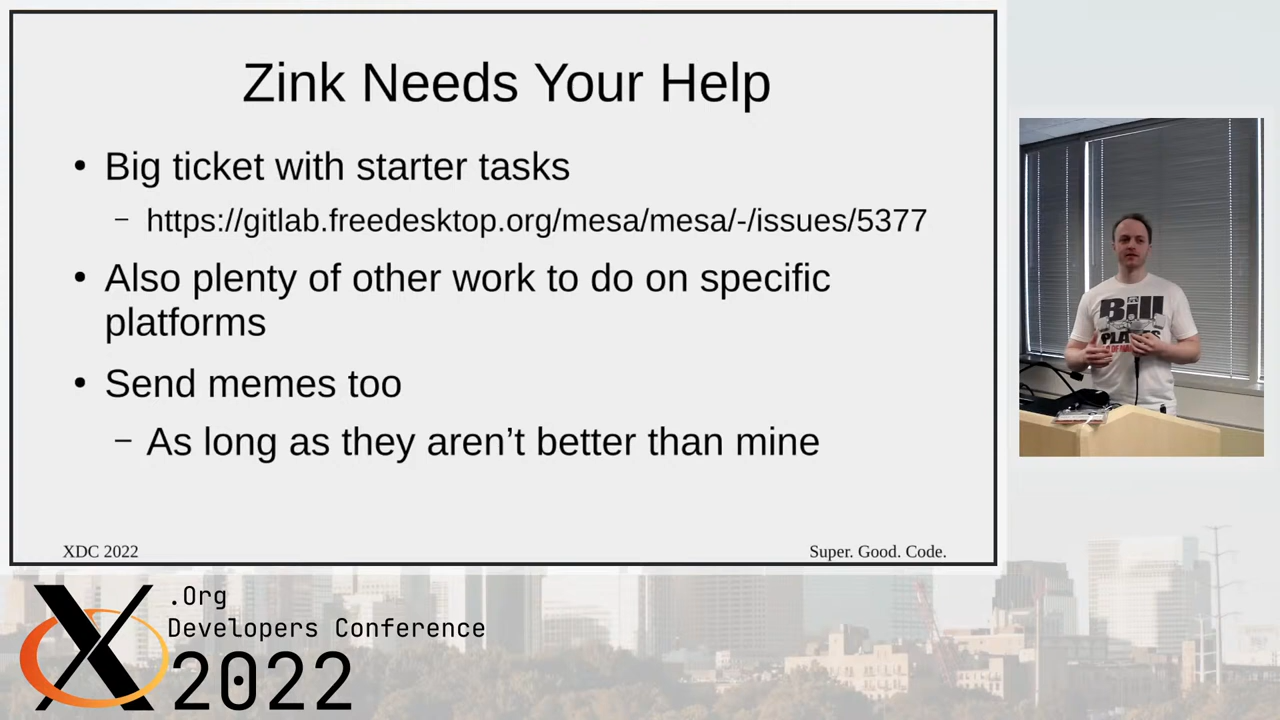 Zink Needs Your Help
• Big ticket with starter tasks
– https://gitlab.freedesktop.org/mesa/mesa/-/issues/5377
• Also plenty of other work to do on specific
platforms
• Send memes too
– As long as they aren’t better than mine
XDC 2022
Super. Good. Code.
Bill
X
.Org
Developers Conference
2022